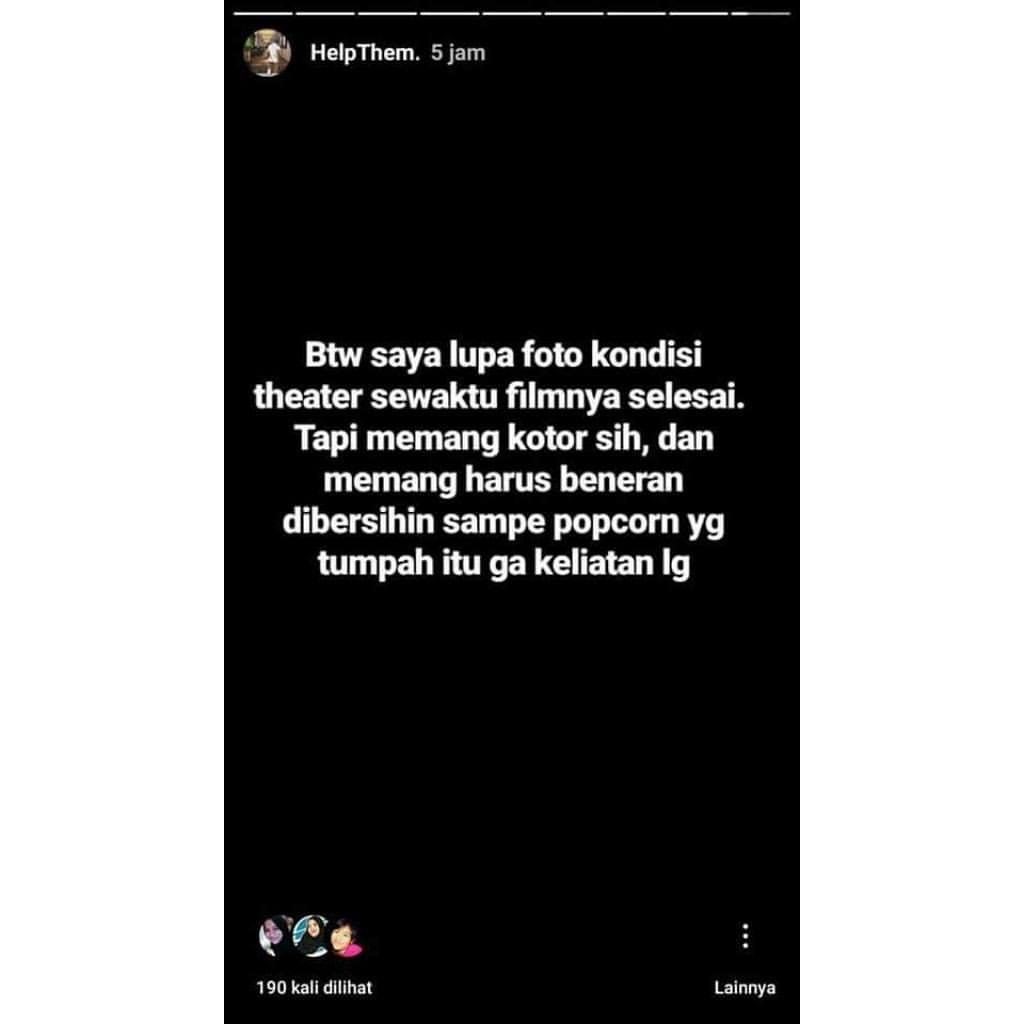 HelpThem. 5 jam
Btw saya lupa foto kondisi
theater sewaktu filmnya selesai.
Tapi memang kotor sih, dan
memang harus beneran
dibersihin sampe popcorn yg
tumpah itu ga keliatan lg
190 kali dilihat
Lainnya